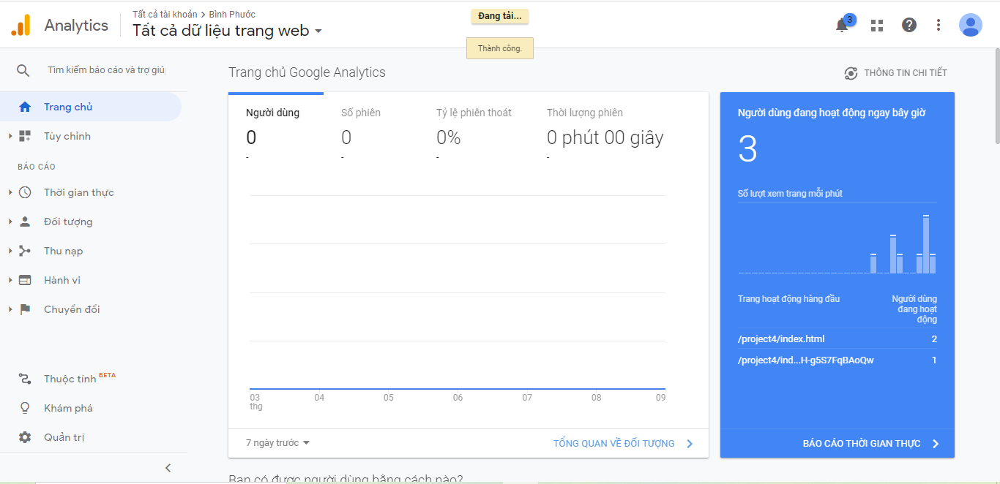 Analytics
Tất cả tài khoản > Bình Phước
Tất cả dữ liệu trang web
Đang tải...
Thành công.
3
Tìm kiếm báo cáo và trợ giúp
Trang chủ
Tùy chỉnh
BÁO CÁO
Thời gian thực
Đối tượng
Thu nạp
Hành vi
Chuyển đổi
Thuộc tính BETA
Khám phá
Quản trị
Trang chủ Google Analytics
THÔNG TIN CHI TIẾT
Người dùng
0
-
Số phiên
0
-
Tỷ lệ phiên thoát
0%
-
Thời lượng phiên
0 phút 00 giây
-
03 04 05 06 07 08 09
thg
7 ngày trước
TỔNG QUAN VỀ ĐỐI TƯỢNG
Người dùng đang hoạt động ngay bây giờ
3
Số lượt xem trang mỗi phút
Trang hoạt động hàng đầu
Người dùng
đang hoạt
động
/project4/index.html 2
/project4/ind...H-g5S7FqBAoQw 1
BÁO CÁO THỜI GIAN THỰC
Bạn có được người dùng bằng cách nào?